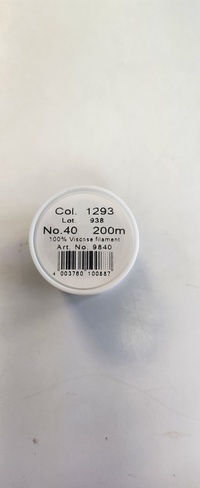 Col. 1293
Lot. 938
No.40 200m
100% Viscose filament
Art. No. 9840
4 003760 100887